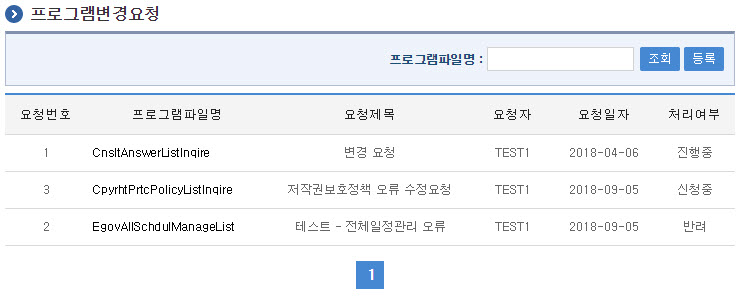 프로그램변경요청
프로그램파일명 : 조회 등록
요청번호 프로그램파일명 요청제목 요청자 요청일자 처리여부
1 CnsltAnswerListInqire 변경 요청 TEST1 2018-04-06 진행중
3 CpyrhtPrtcPolicyListInqire 저작권보호정책 오류 수정요청 TEST1 2018-09-05 신청중
2 EgovAllSchdulManageList 테스트 - 전체일정관리 오류 TEST1 2018-09-05 반려
1